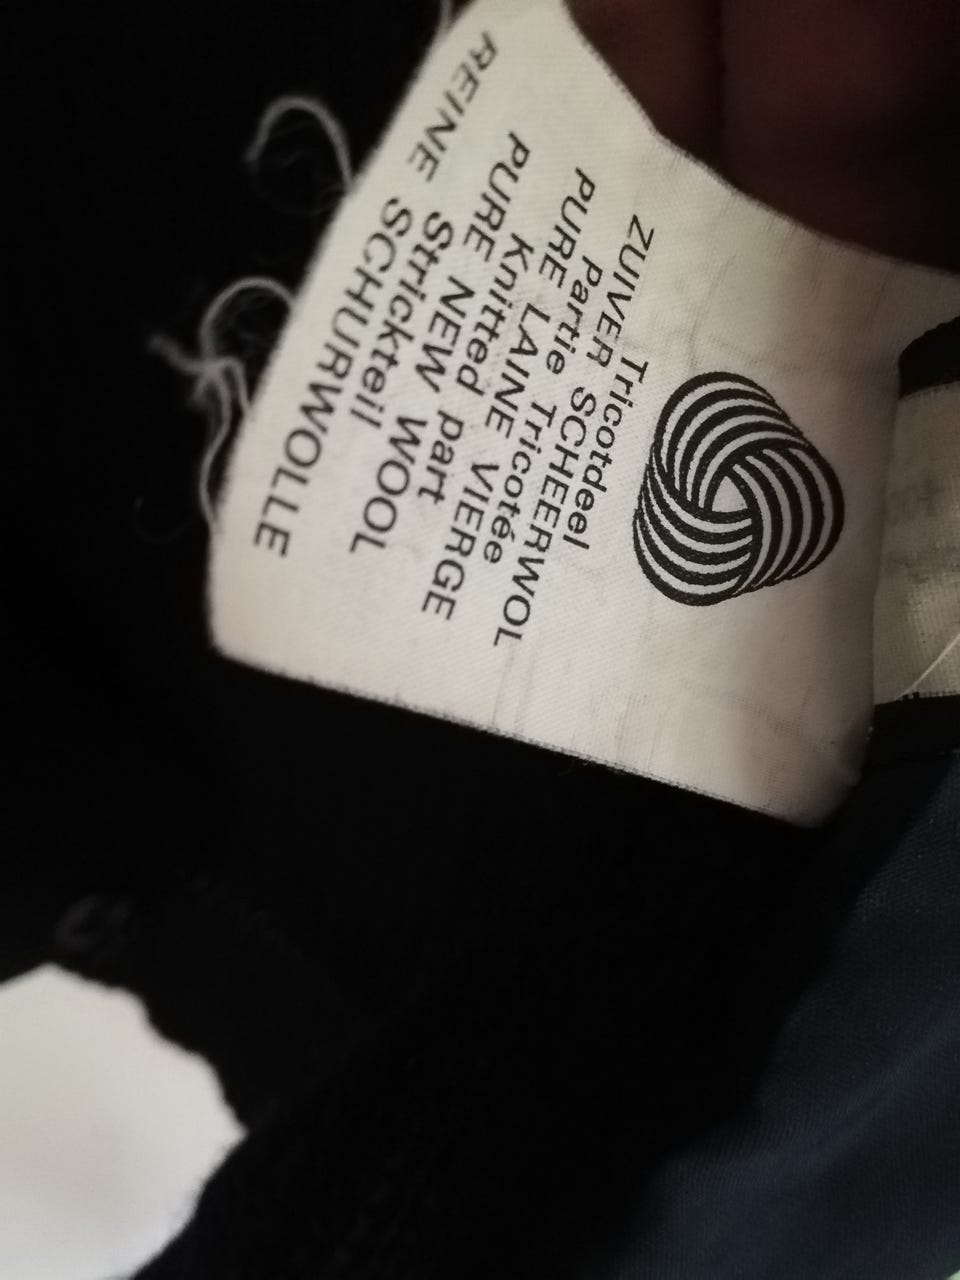 Tricotdeel
ZUIVER SCHEERWOL
partie Tricotée
PURE LAINE VIERGE
Knitted part
PURE NEW WOOL
Strickteil
REINE SCHURWOLLE